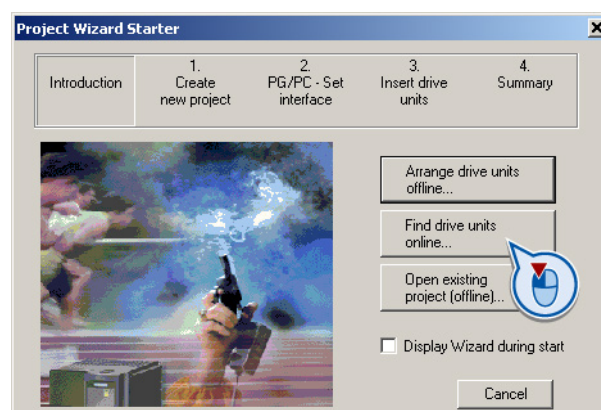 Project Wizard Starter
Introduction
1.
Create
new project
2.
PG/PC - Set
interface
3.
Insert drive
units
4.
Summary
Arrange drive units
offline...
Find drive units
online...
Open existing
project (offline)...
Display Wizard during start
Cancel